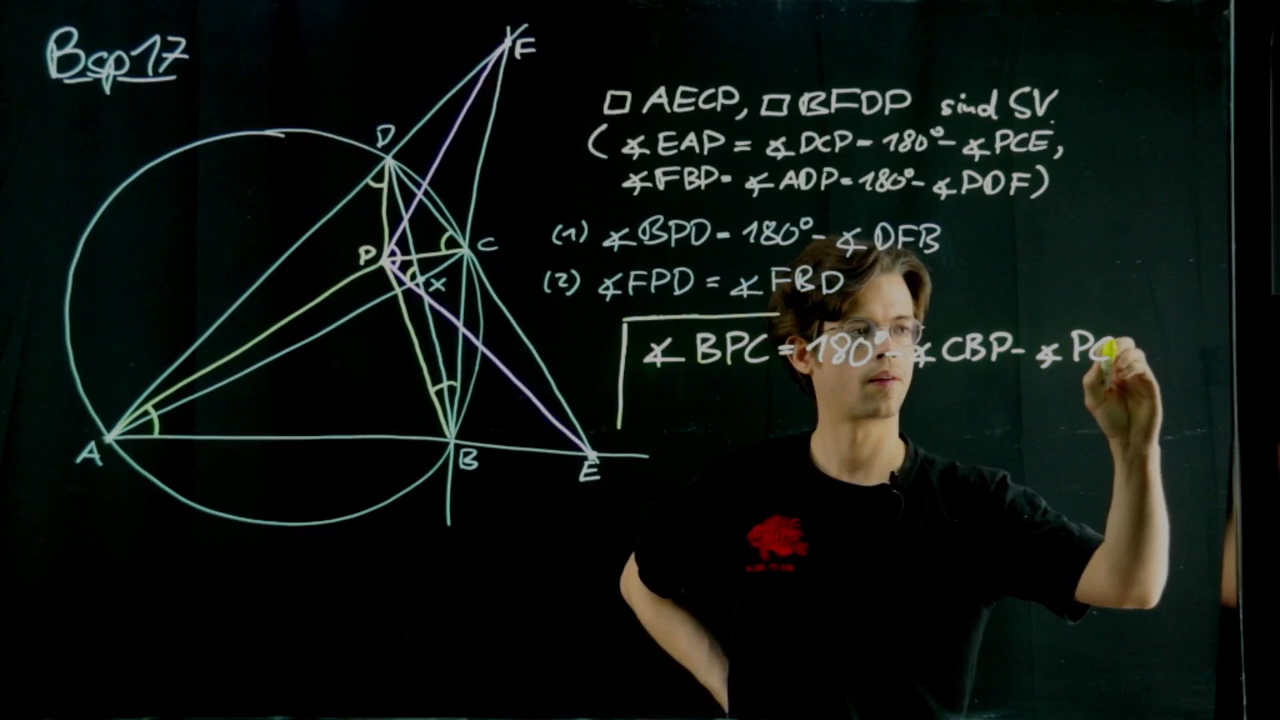 Bsp 17
□ AECP, □ BFDP sind SV.
(∡EAP = ∡DCP = 180° - ∡PCE,
∡FBP = ∡ADP = 180° - ∡PDF)
(1) ∡BPD = 180° - ∡DFB
(2) ∡FPD = ∡FBD
∡BPC = 180° - ∡CBP - ∡PC
F
D
P
C
X
A
B
E